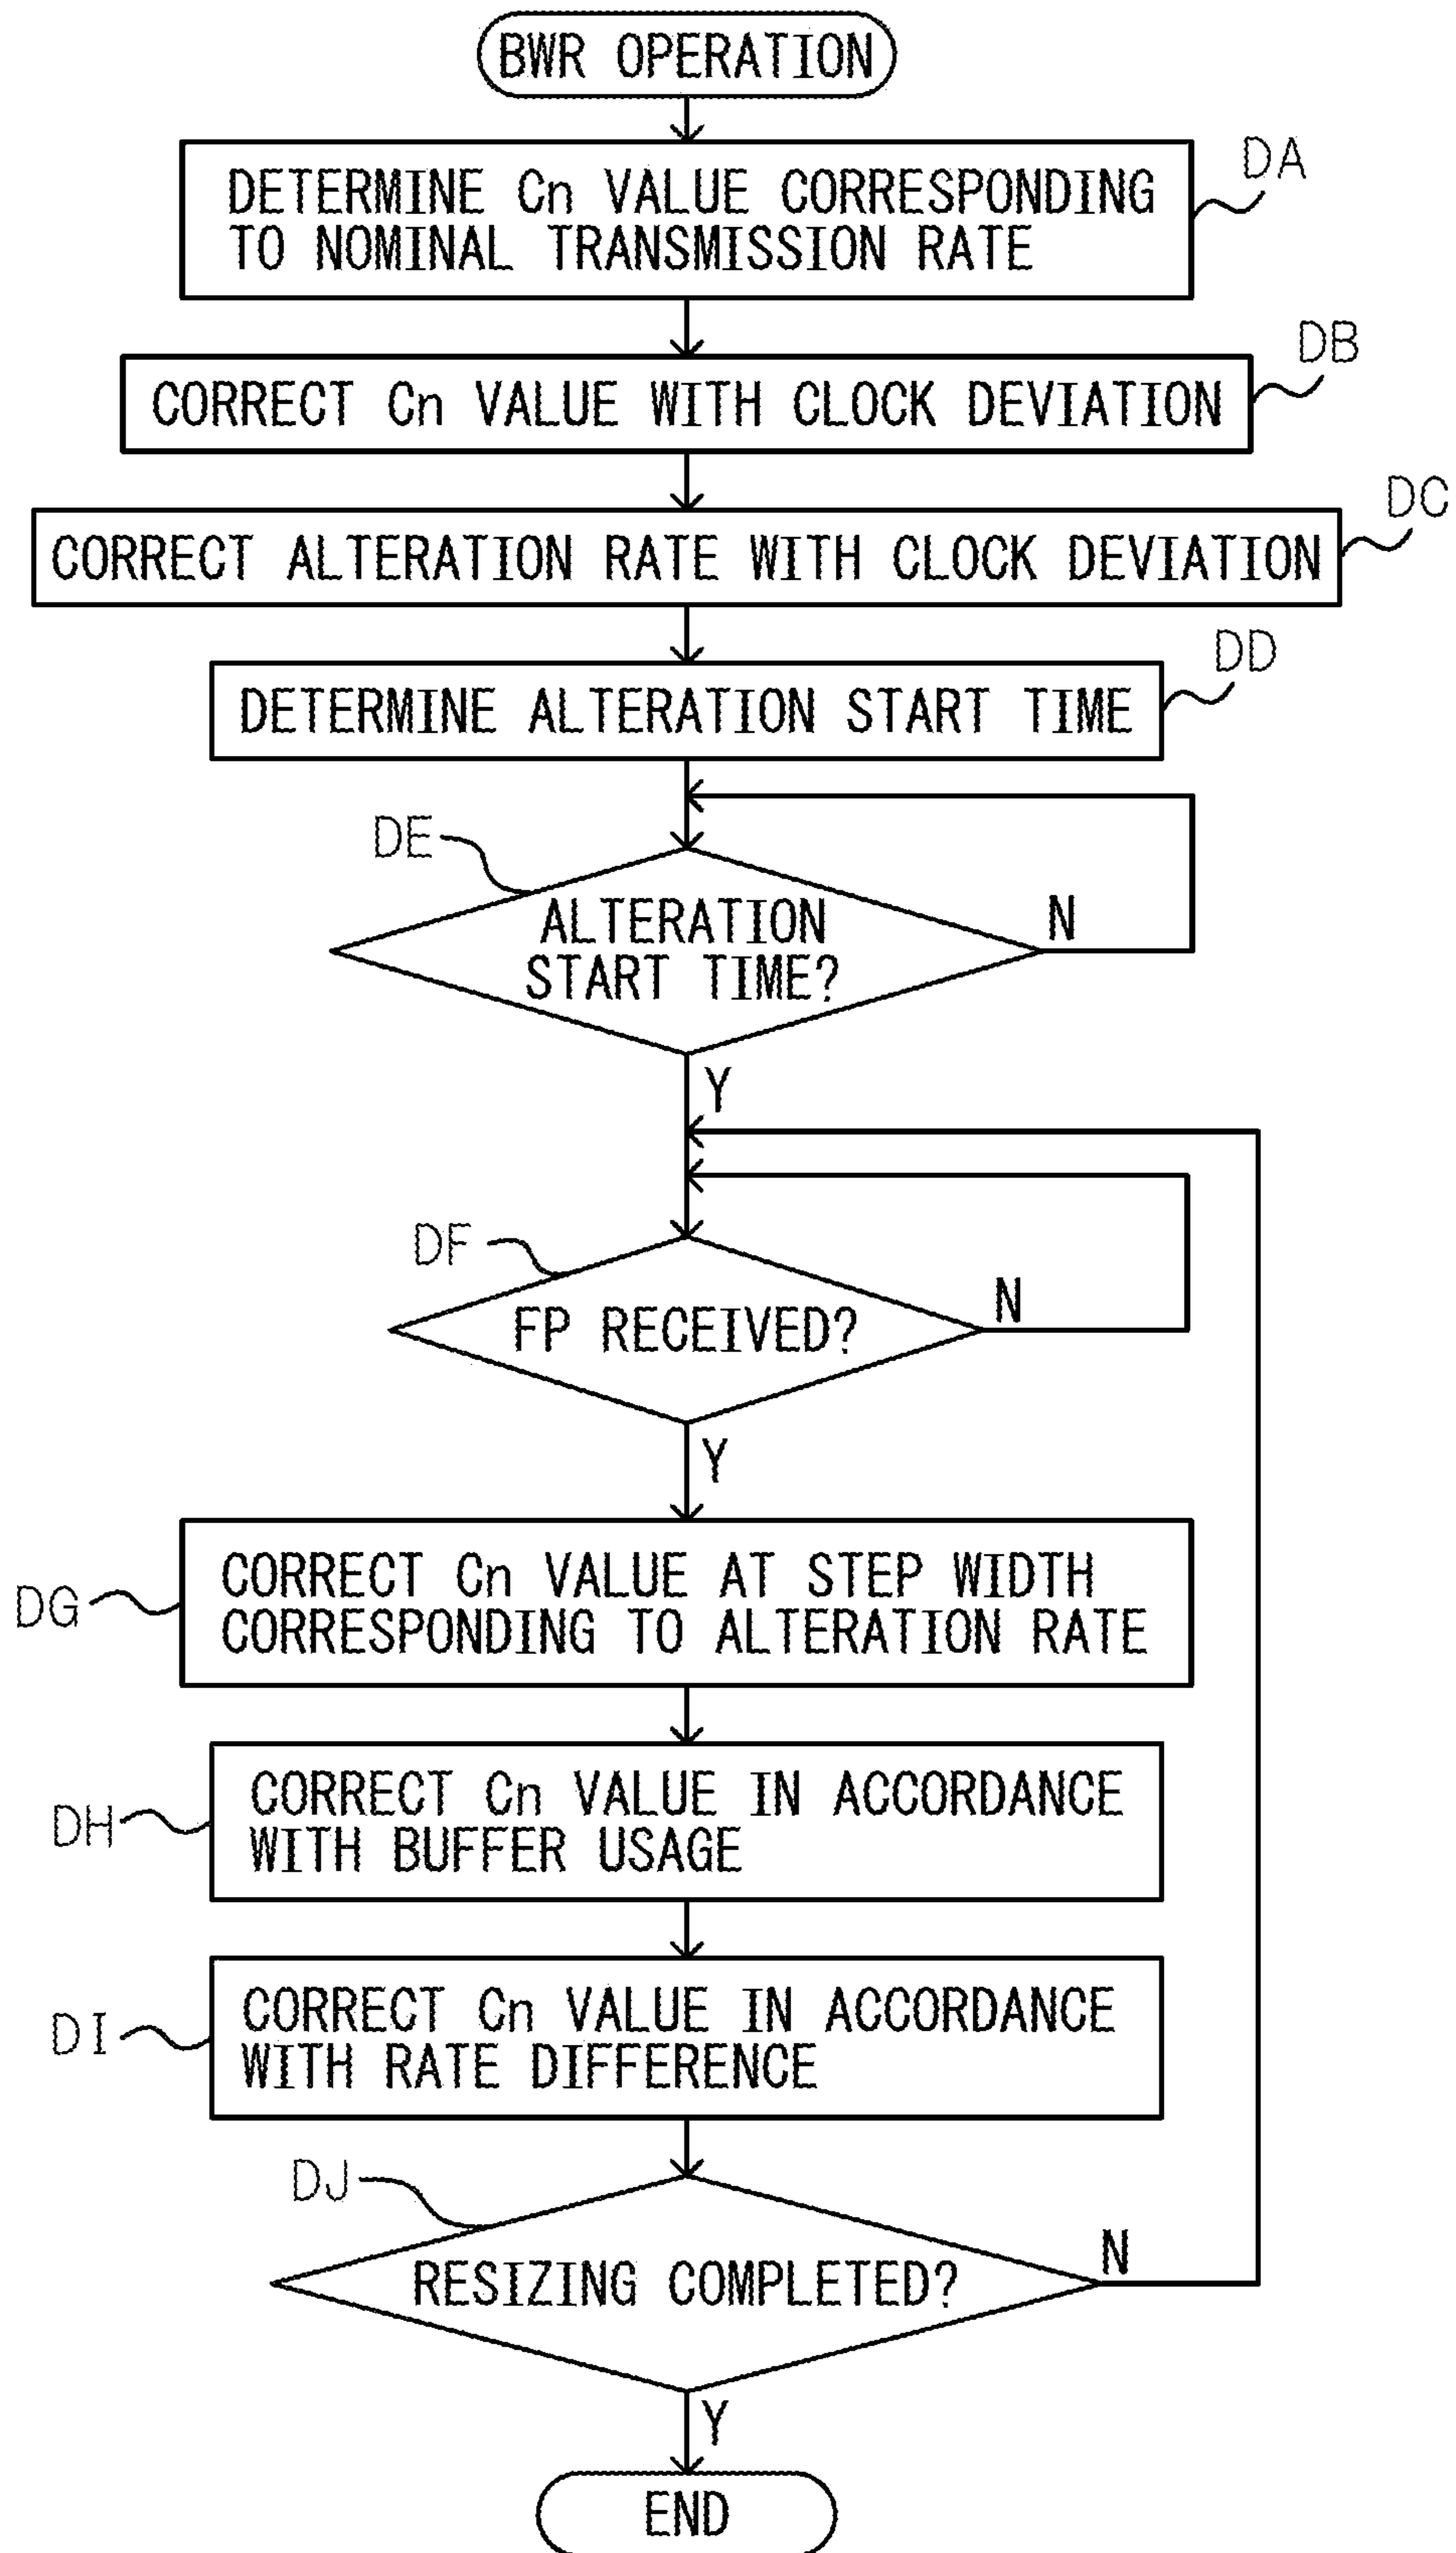 BWR OPERATION
DA
DETERMINE Cn VALUE CORRESPONDING
TO NOMINAL TRANSMISSION RATE
DB
CORRECT Cn VALUE WITH CLOCK DEVIATION
DC
CORRECT ALTERATION RATE WITH CLOCK DEVIATION
DD
DETERMINE ALTERATION START TIME
DE
ALTERATION
START TIME?
N
Y
DF
FP RECEIVED?
N
Y
DG
CORRECT Cn VALUE AT STEP WIDTH
CORRESPONDING TO ALTERATION RATE
DH
CORRECT Cn VALUE IN ACCORDANCE
WITH BUFFER USAGE
DI
CORRECT Cn VALUE IN ACCORDANCE
WITH RATE DIFFERENCE
DJ
RESIZING COMPLETED?
N
Y
END